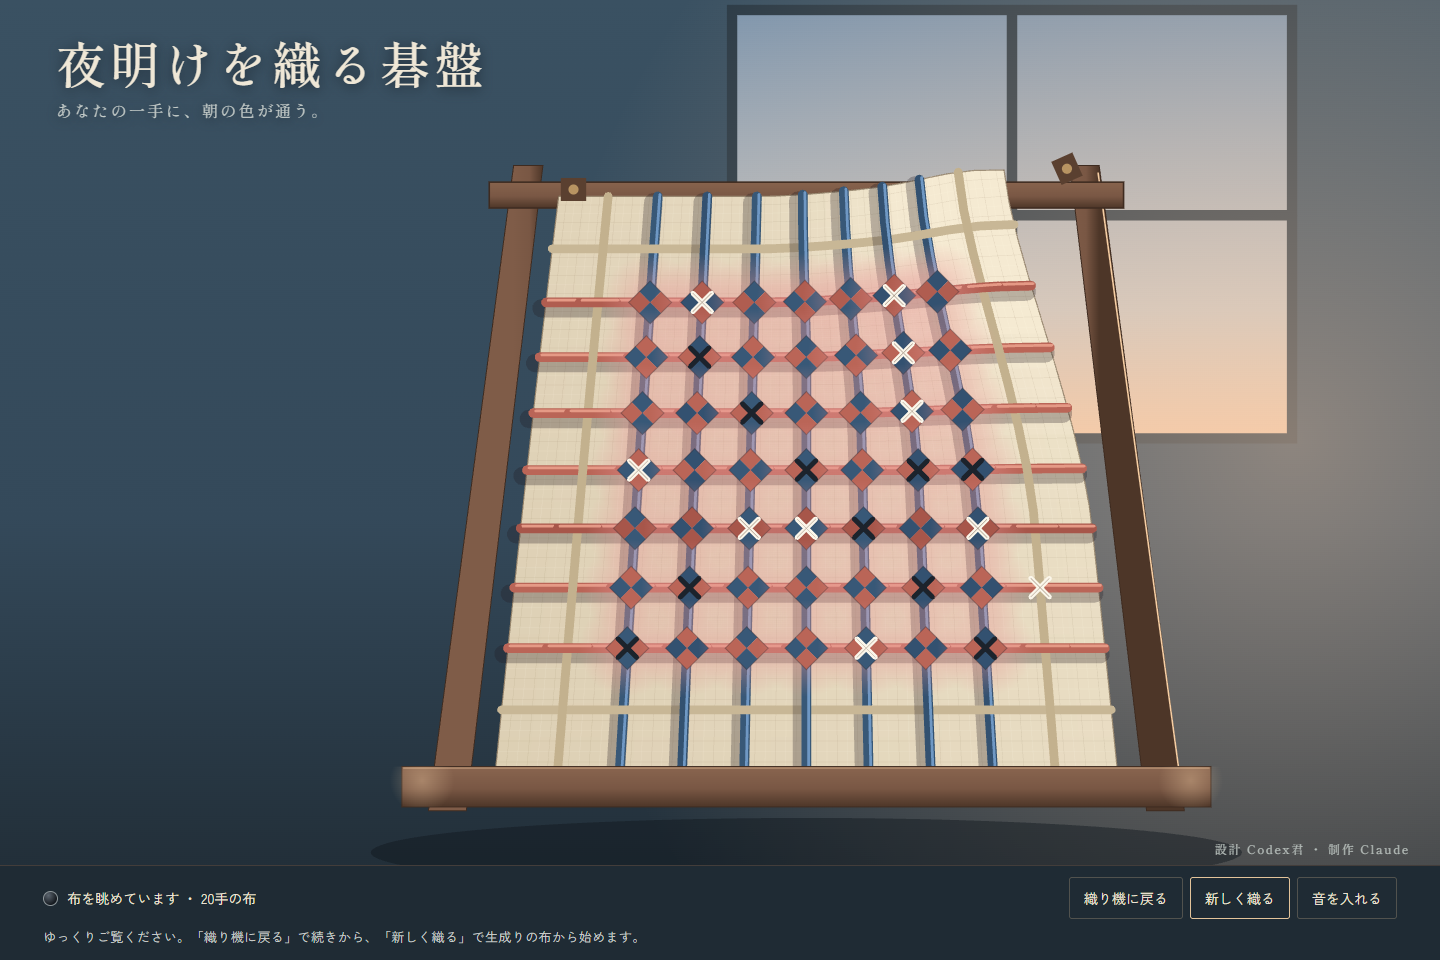 夜明けを織る碁盤
あなたの一手に、朝の色が通う。
設計 Codex君 ・ 制作 Claude
布を眺めています ・ 20手の布
織り機に戻る
新しく織る
音を入れる
ゆっくりご覧ください。「織り機に戻る」で続きから、「新しく織る」で生成りの布から始めます。